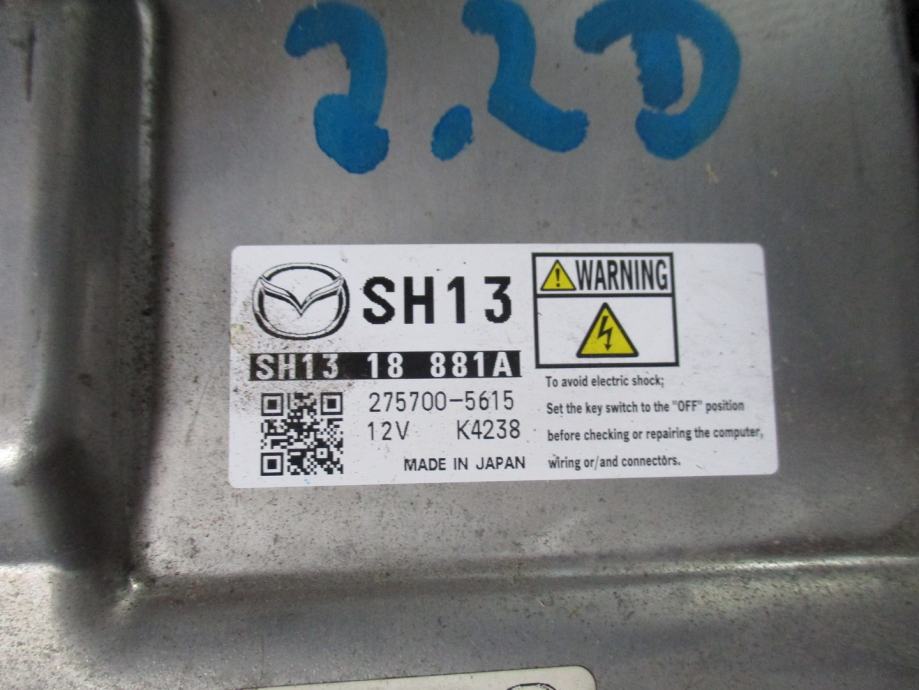 2.2D
SH13
WARNING
SH13 18 881A
275700-5615
12V K4238
MADE IN JAPAN
To avoid electric shock;
Set the key switch to the "OFF" position
before checking or repairing the computer,
wiring or/and connectors.